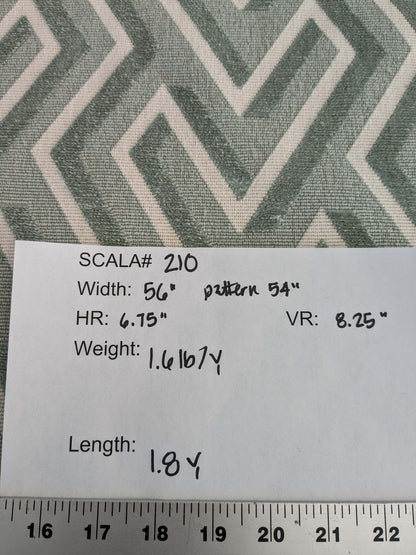 SCALA# 210
Width: 56" pattern 54"
HR: 6.75" VR: 8.25"
Weight: 1.6lb/y
Length: 1.8y
16 17 18 19 20 21 22